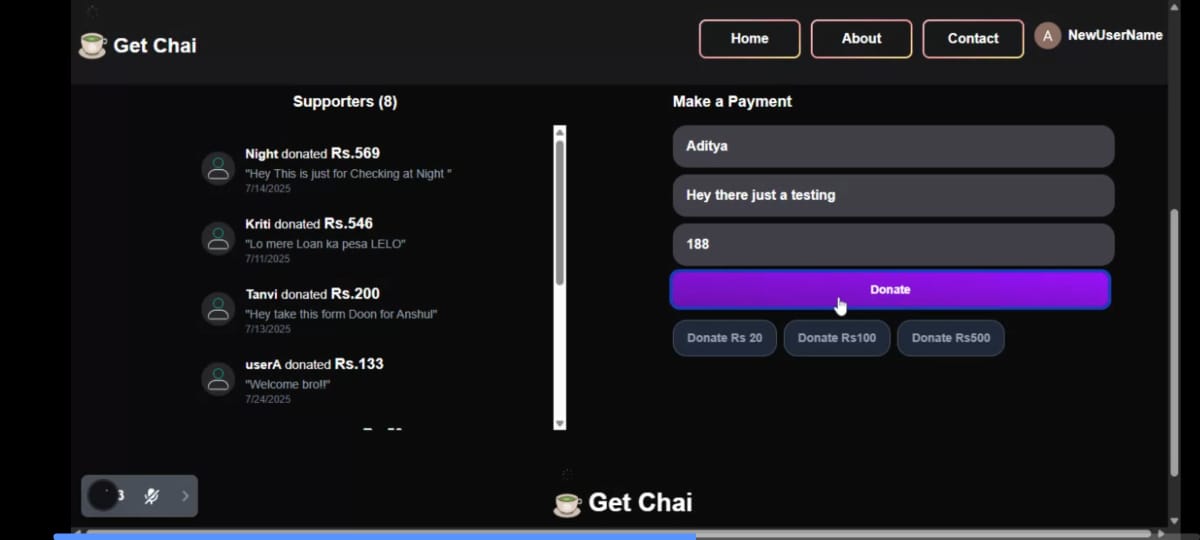 Get Chai
Home
About
Contact
A
NewUserName
Supporters (8)
Night donated Rs.569
"Hey This is just for Checking at Night "
7/14/2025
Kriti donated Rs.546
"Lo mere Loan ka pesa LELO"
7/11/2025
Tanvi donated Rs.200
"Hey take this form Doon for Anshul"
7/13/2025
userA donated Rs.133
"Welcome bro!!"
7/24/2025
Make a Payment
Aditya
Hey there just a testing
188
Donate
Donate Rs 20
Donate Rs100
Donate Rs500
3
Get Chai